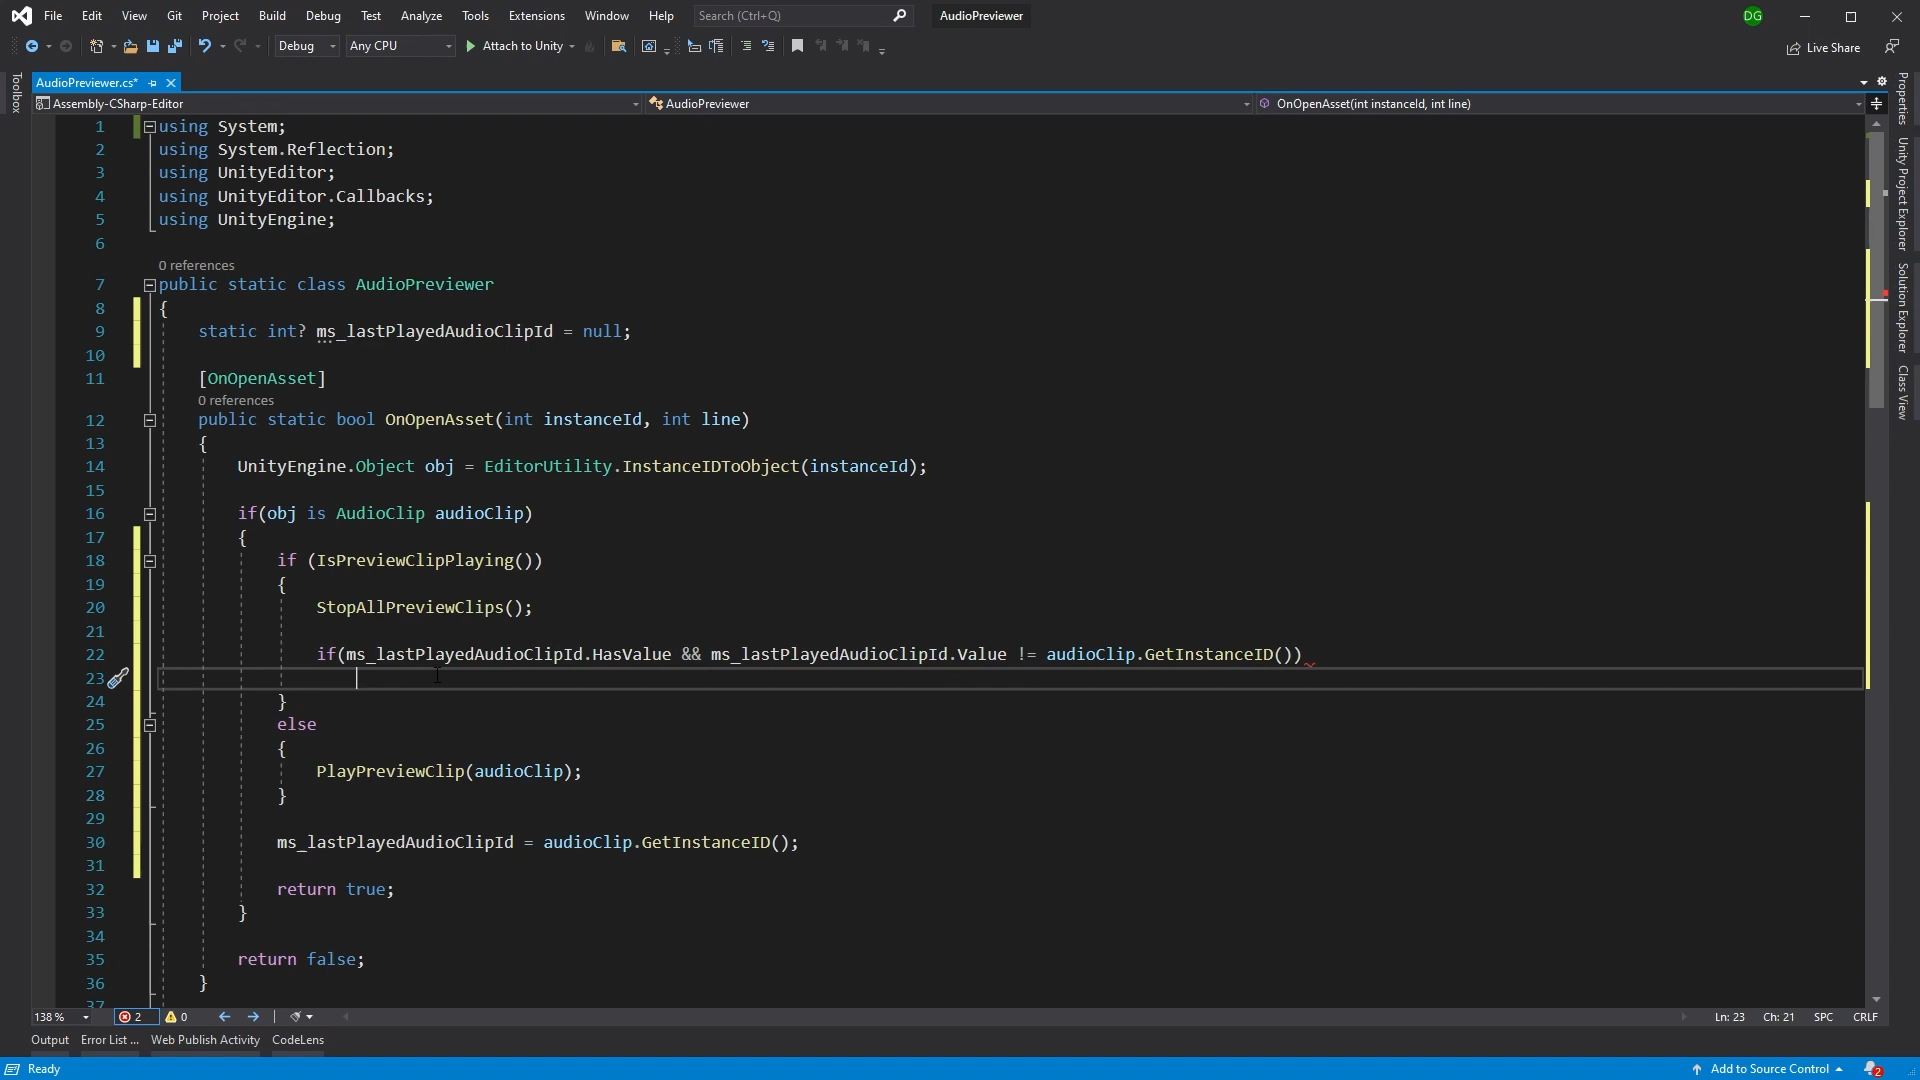 File Edit View Git Project Build Debug Test Analyze Tools Extensions Window Help Search (Ctrl+Q) AudioPreviewer DG
Debug Any CPU Attach to Unity Live Share
Toolbox
AudioPreviewer.cs*
Assembly-CSharp-Editor AudioPreviewer OnOpenAsset(int instanceId, int line)
1 using System;
2 using System.Reflection;
3 using UnityEditor;
4 using UnityEditor.Callbacks;
5 using UnityEngine;
6
0 references
7 public static class AudioPreviewer
8 {
9 static int? ms_lastPlayedAudioClipId = null;
10
11 [OnOpenAsset]
0 references
12 public static bool OnOpenAsset(int instanceId, int line)
13 {
14 UnityEngine.Object obj = EditorUtility.InstanceIDToObject(instanceId);
15
16 if(obj is AudioClip audioClip)
17 {
18 if (IsPreviewClipPlaying())
19 {
20 StopAllPreviewClips();
21
22 if(ms_lastPlayedAudioClipId.HasValue && ms_lastPlayedAudioClipId.Value != audioClip.GetInstanceID())
23
24 }
25 else
26 {
27 PlayPreviewClip(audioClip);
28 }
29
30 ms_lastPlayedAudioClipId = audioClip.GetInstanceID();
31
32 return true;
33 }
34
35 return false;
36 }
37
Properties
Unity Project Explorer
Solution Explorer
Class View
138 % 2 0 Ln: 23 Ch: 21 SPC CRLF
Output Error List ... Web Publish Activity CodeLens
Ready Add to Source Control 2